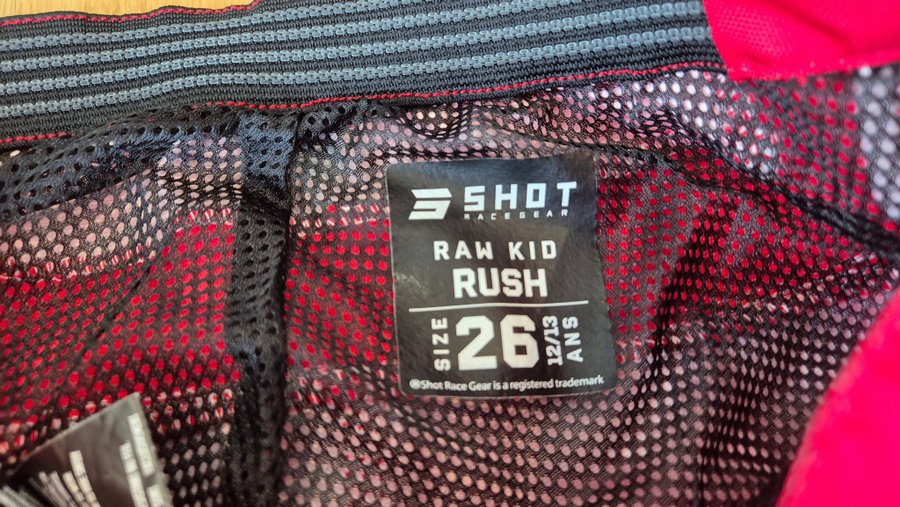 SHOT
RACEGEAR
RAW KID
RUSH
SIZE 26 12/13 ANS
®Shot Race Gear is a registered trademark